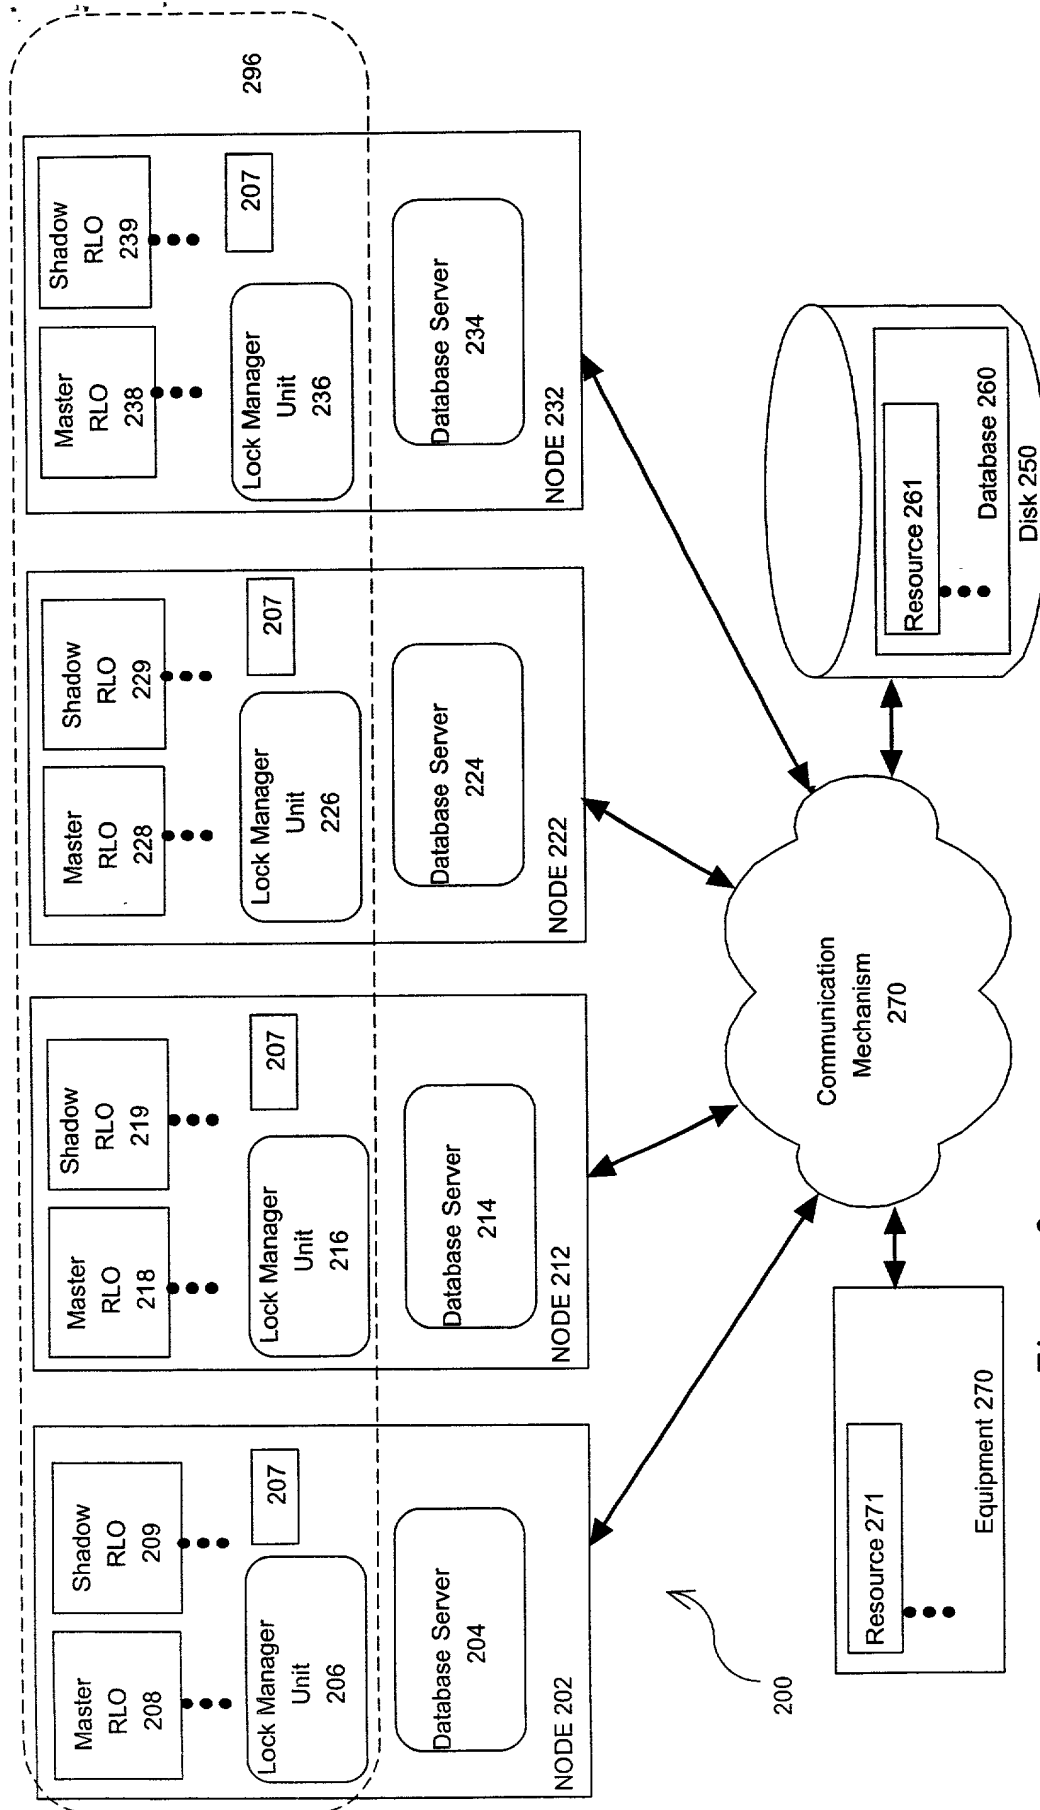 Master
RLO
208
Shadow
RLO
209
Lock Manager
Unit
206
207
Database Server
204
NODE 202
Master
RLO
218
Shadow
RLO
219
Lock Manager
Unit
216
207
Database Server
214
NODE 212
Master
RLO
228
Shadow
RLO
229
Lock Manager
Unit
226
207
Database Server
224
NODE 222
Master
RLO
238
Shadow
RLO
239
Lock Manager
Unit
236
207
Database Server
234
NODE 232
296
200
Communication
Mechanism
270
Resource 271
Equipment 270
Resource 261
Database 260
Disk 250